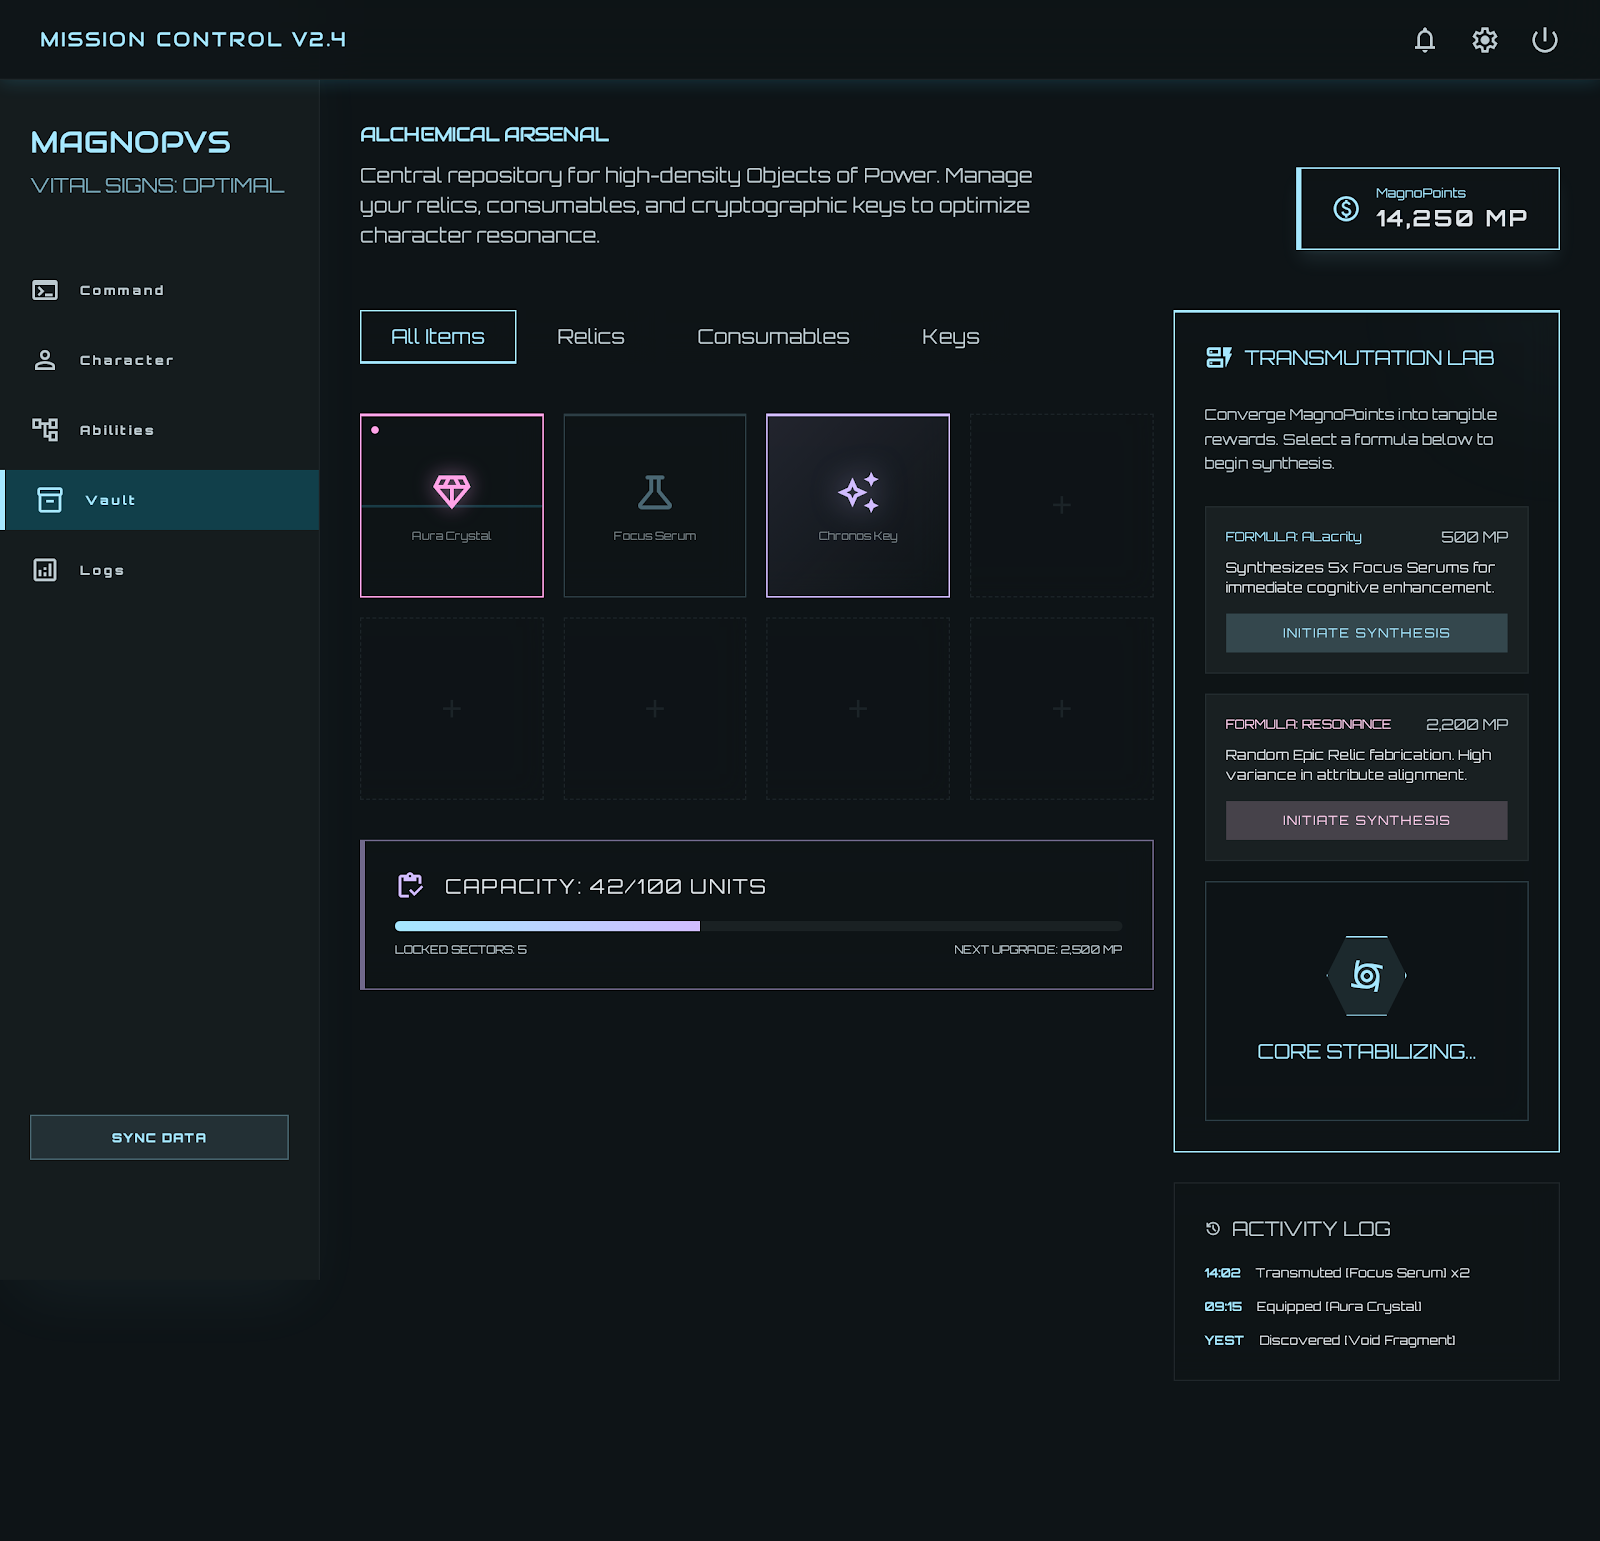 MISSION CONTROL V2.4
MAGNOPVS
VITAL SIGNS: OPTIMAL
Command
Character
Abilities
Vault
Logs
SYNC DATA
ALCHEMICAL ARSENAL
Central repository for high-density Objects of Power. Manage
your relics, consumables, and cryptographic keys to optimize
character resonance.
MagnoPoints
14,250 MP
All Items
Relics
Consumables
Keys
Aura Crystal
Focus Serum
Chronos Key
CAPACITY: 42/100 UNITS
LOCKED SECTORS: 5
NEXT UPGRADE: 2,500 MP
TRANSMUTATION LAB
Converge MagnoPoints into tangible
rewards. Select a formula below to
begin synthesis.
FORMULA: ALacrity
500 MP
Synthesizes 5x Focus Serums for
immediate cognitive enhancement.
INITIATE SYNTHESIS
FORMULA: RESONANCE
2,200 MP
Random Epic Relic fabrication. High
variance in attribute alignment.
INITIATE SYNTHESIS
CORE STABILIZING...
ACTIVITY LOG
14:02 Transmuted [Focus Serum] x2
09:15 Equipped [Aura Crystal]
YEST Discovered [Void Fragment]